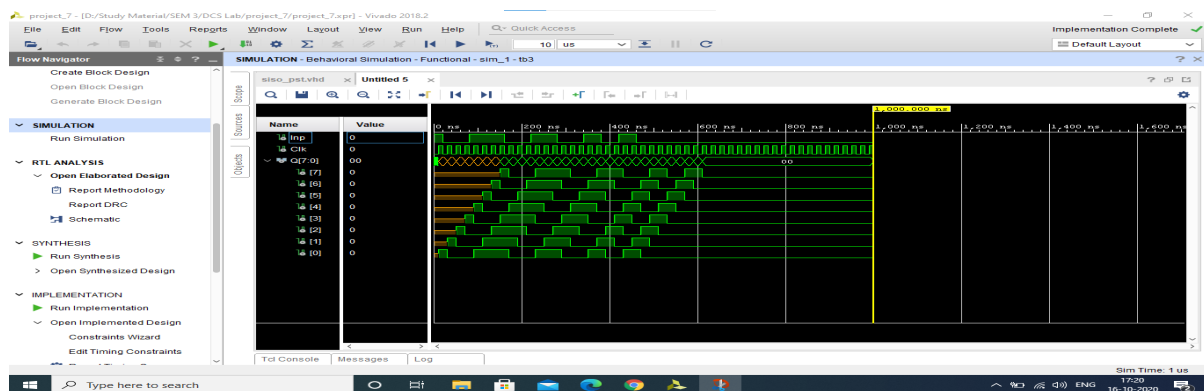 project_7 - [D:/Study Material/SEM 3/DCS Lab/project_7/project_7.xpr] - Vivado 2018.2
File Edit Flow Tools Reports Window Layout View Run Help Q- Quick Access Implementation Complete
10 us Default Layout
Flow Navigator SIMULATION - Behavioral Simulation - Functional - sim_1 - tb3
Create Block Design
Open Block Design
Generate Block Design
SIMULATION
Run Simulation
RTL ANALYSIS
Open Elaborated Design
Report Methodology
Report DRC
Schematic
SYNTHESIS
Run Synthesis
Open Synthesized Design
IMPLEMENTATION
Run Implementation
Open Implemented Design
Constraints Wizard
Edit Timing Constraints
Scope
Sources
Objects
siso_pst.vhd Untitled 5
1,000.000 ns
Name Value 0 ns 200 ns 400 ns 600 ns 800 ns 1,000 ns 1,200 ns 1,400 ns 1,600 ns
Inp 0
Clk 0
Q[7:0] 00 00
[7] 0
[6] 0
[5] 0
[4] 0
[3] 0
[2] 0
[1] 0
[0] 0
Tcl Console Messages Log
Sim Time: 1 us
Type here to search ENG 17:20
16-10-2020